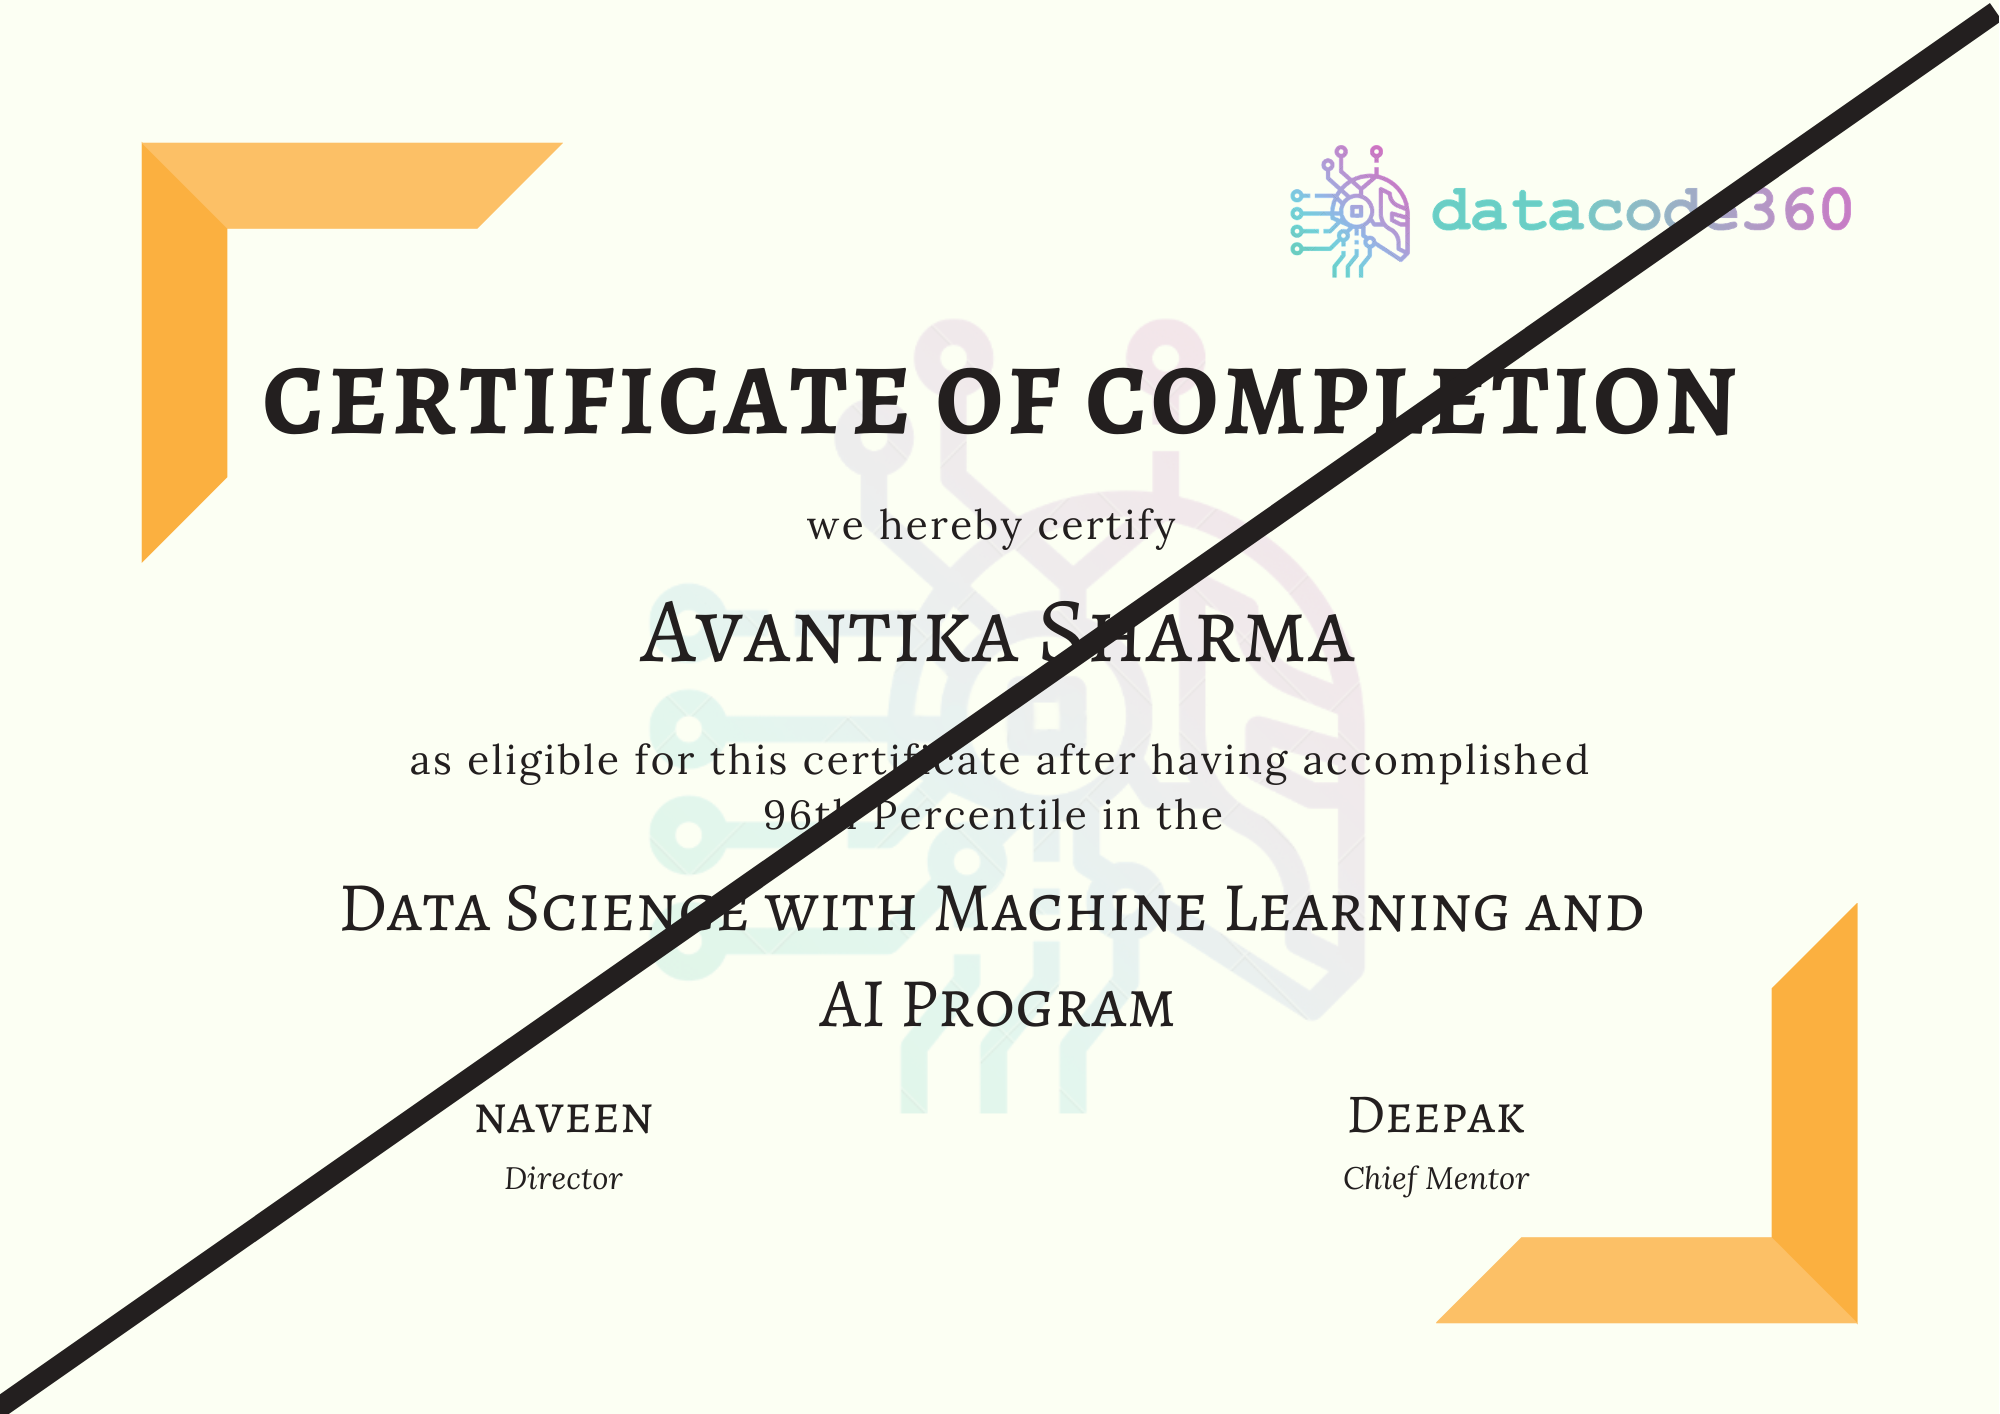 datacode360
CERTIFICATE OF COMPLETION
we hereby certify
Avantika Sharma
as eligible for this certificate after having accomplished
96th Percentile in the
Data Science with Machine Learning and
AI Program
naveen
Director
Deepak
Chief Mentor